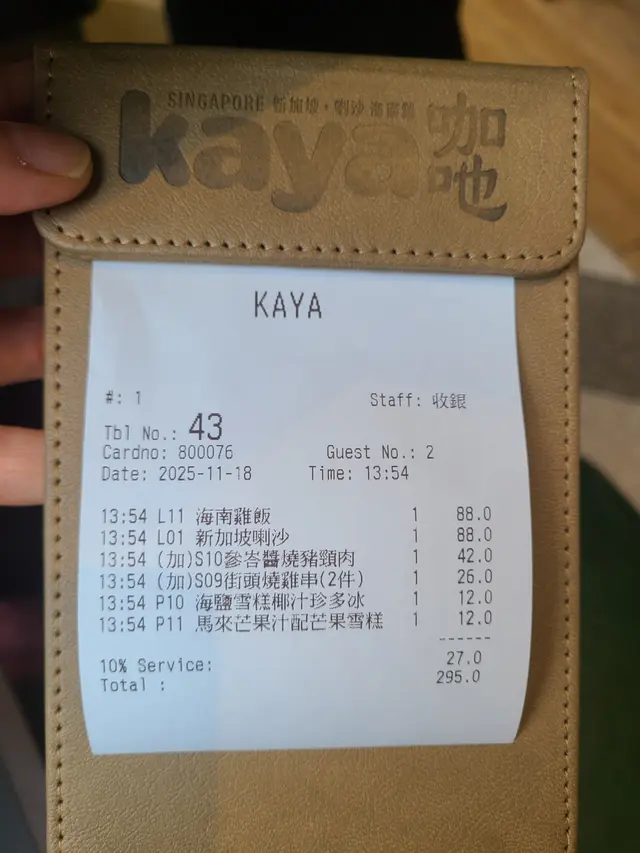 SINGAPORE 新加坡・喇沙 海南雞
kaya 咖吔
KAYA
#: 1 Staff: 收銀
Tbl No.: 43
Cardno: 800076 Guest No.: 2
Date: 2025-11-18 Time: 13:54
13:54 L11 海南雞飯 1 88.0
13:54 L01 新加坡喇沙 1 88.0
13:54 (加)S10參峇醬燒豬頸肉 1 42.0
13:54 (加)S09街頭燒雞串(2件) 1 26.0
13:54 P10 海鹽雪糕椰汁珍多冰 1 12.0
13:54 P11 馬來芒果汁配芒果雪糕 1 12.0
------
10% Service: 27.0
Total : 295.0